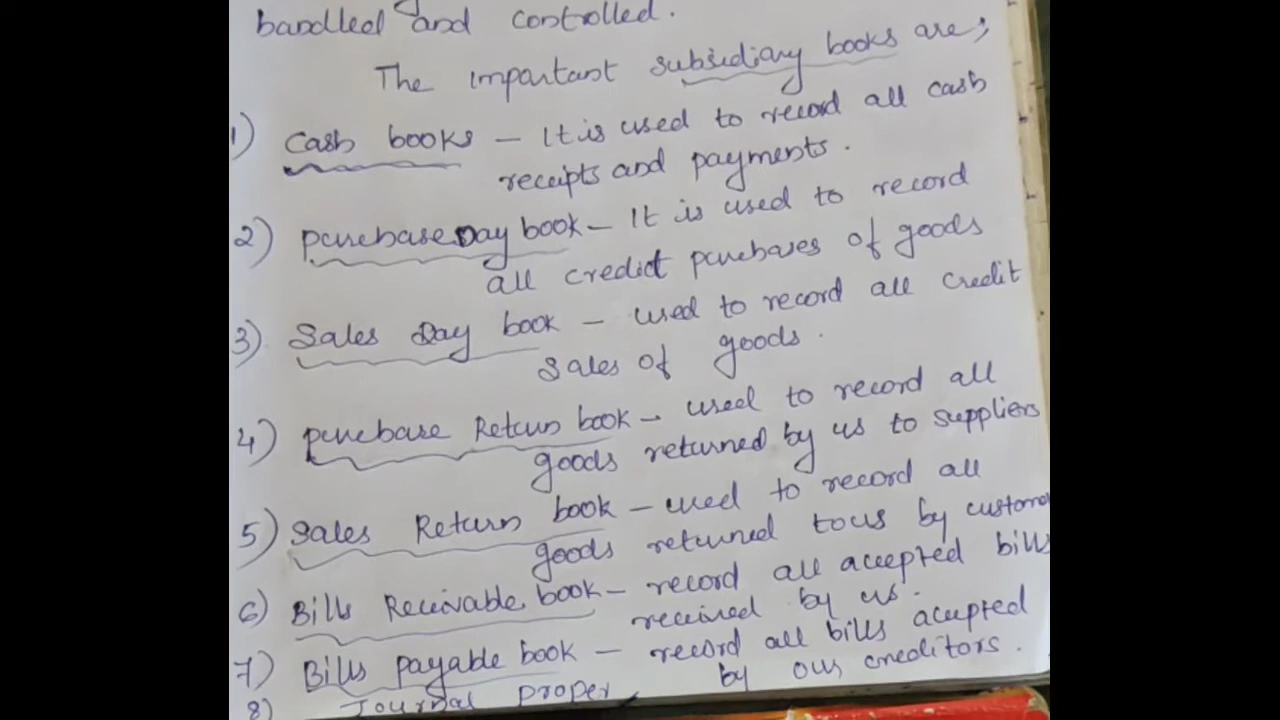 handled and controlled.
The important subsidiary books are;
1) Cash books – It is used to record all cash
receipts and payments.
2) Purchase Day book – It is used to record
all credict purchases of goods
3) Sales Day book – used to record all credit
sales of goods.
4) purchase Return book – used to record all
goods returned by us to suppliers
5) Sales Return book – used to record all
goods returned to us by custome
6) Bills Receivable book – record all accepted bills
received by us.
7) Bills payable book – record all bills accepted
by our creditors.
8) Journal proper